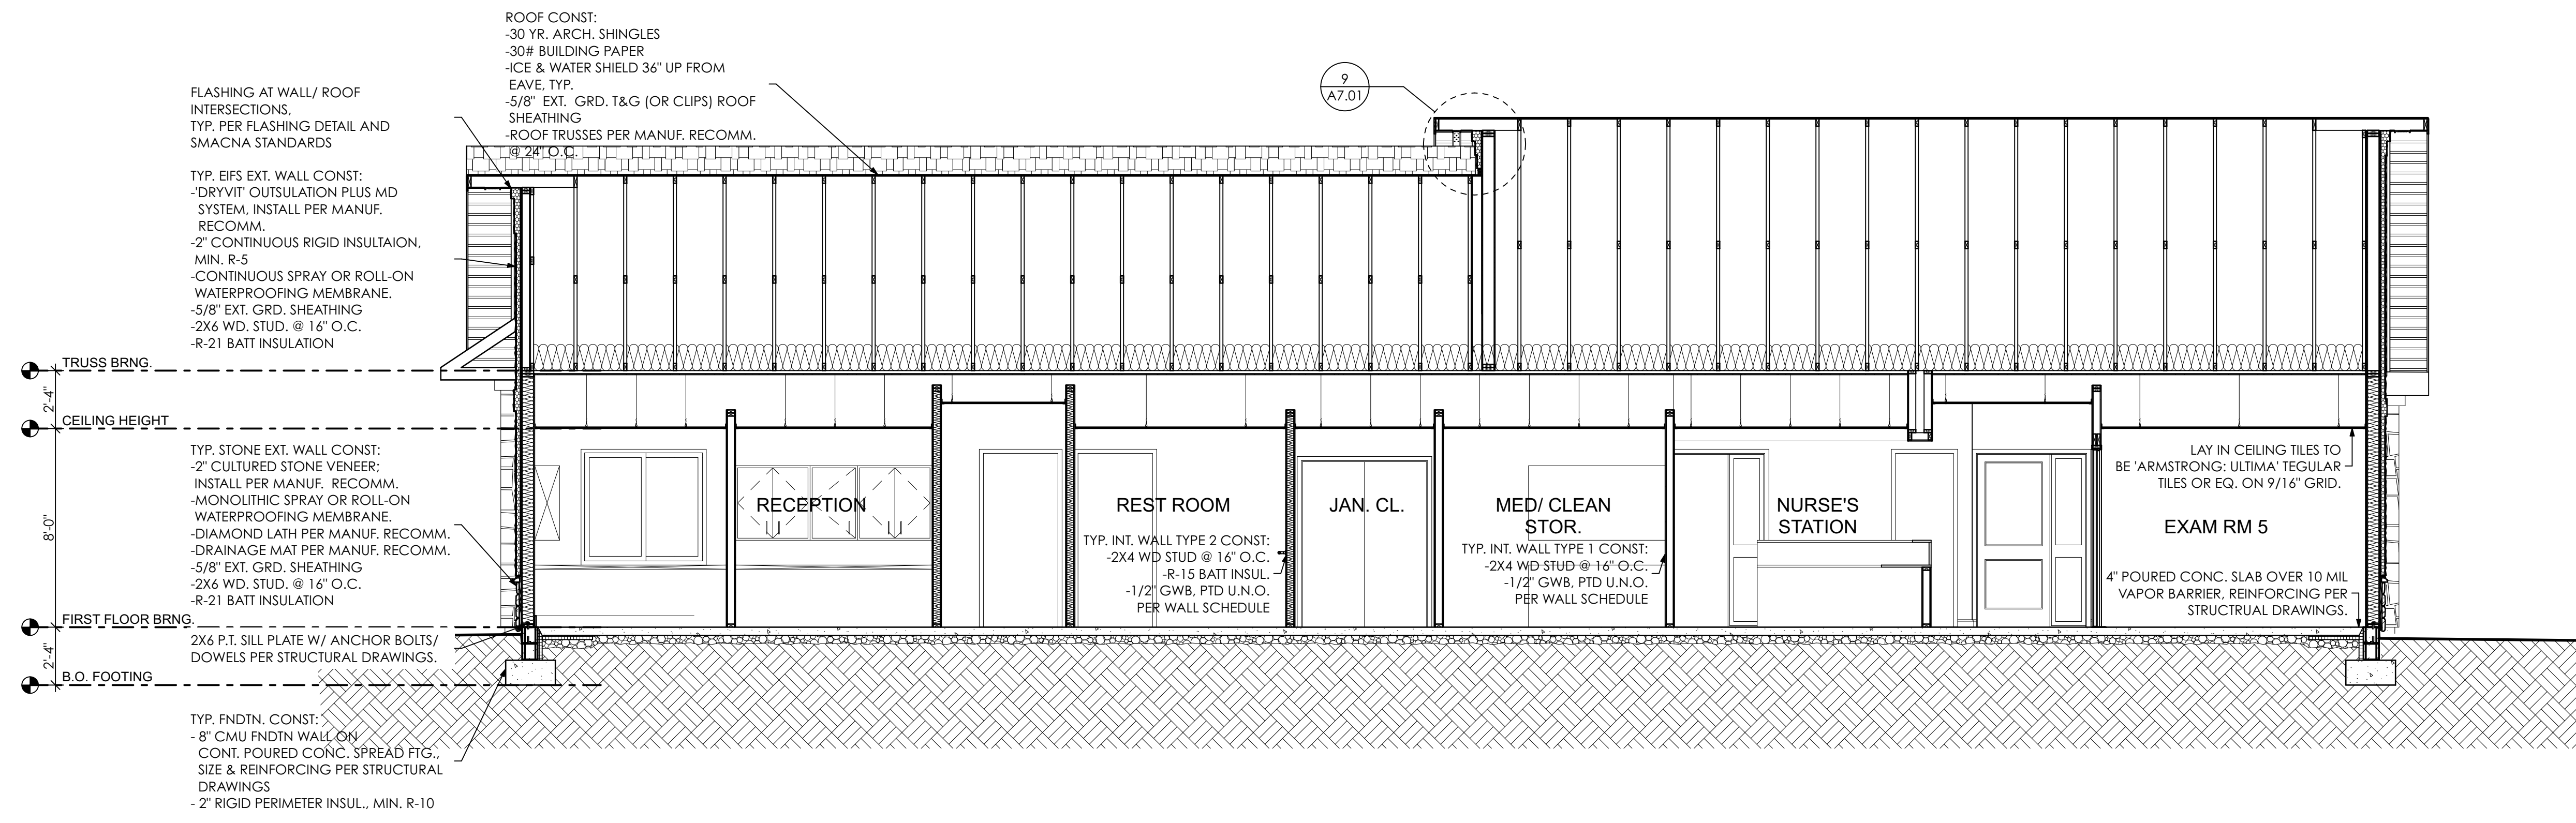 ROOF CONST:
-30 YR. ARCH. SHINGLES
-30# BUILDING PAPER
-ICE & WATER SHIELD 36" UP FROM
EAVE, TYP.
-5/8" EXT. GRD. T&G (OR CLIPS) ROOF
SHEATHING
-ROOF TRUSSES PER MANUF. RECOMM.
@ 24" O.C.
9
A7.01
FLASHING AT WALL/ ROOF
INTERSECTIONS,
TYP. PER FLASHING DETAIL AND
SMACNA STANDARDS
TYP. EIFS EXT. WALL CONST:
-'DRYVIT' OUTSULATION PLUS MD
SYSTEM, INSTALL PER MANUF.
RECOMM.
-2" CONTINUOUS RIGID INSULTAION,
MIN. R-5
-CONTINUOUS SPRAY OR ROLL-ON
WATERPROOFING MEMBRANE.
-5/8" EXT. GRD. SHEATHING
-2X6 WD. STUD. @ 16" O.C.
-R-21 BATT INSULATION
TRUSS BRNG.
2'-4"
CEILING HEIGHT
8'-0"
TYP. STONE EXT. WALL CONST:
-2" CULTURED STONE VENEER;
INSTALL PER MANUF. RECOMM.
-MONOLITHIC SPRAY OR ROLL-ON
WATERPROOFING MEMBRANE.
-DIAMOND LATH PER MANUF. RECOMM.
-DRAINAGE MAT PER MANUF. RECOMM.
-5/8" EXT. GRD. SHEATHING
-2X6 WD. STUD. @ 16" O.C.
-R-21 BATT INSULATION
FIRST FLOOR BRNG.
2X6 P.T. SILL PLATE W/ ANCHOR BOLTS/
DOWELS PER STRUCTURAL DRAWINGS.
2'-4"
B.O. FOOTING
TYP. FNDTN. CONST:
- 8" CMU FNDTN WALL ON
CONT. POURED CONC. SPREAD FTG.,
SIZE & REINFORCING PER STRUCTURAL
DRAWINGS
- 2" RIGID PERIMETER INSUL., MIN. R-10
RECEPTION
REST ROOM
TYP. INT. WALL TYPE 2 CONST:
-2X4 WD STUD @ 16" O.C.
-R-15 BATT INSUL.
-1/2" GWB, PTD U.N.O.
PER WALL SCHEDULE
JAN. CL.
MED/ CLEAN
STOR.
TYP. INT. WALL TYPE 1 CONST:
-2X4 WD STUD @ 16" O.C.
-1/2" GWB, PTD U.N.O.
PER WALL SCHEDULE
NURSE'S
STATION
LAY IN CEILING TILES TO
BE 'ARMSTRONG: ULTIMA' TEGULAR
TILES OR EQ. ON 9/16" GRID.
EXAM RM 5
4" POURED CONC. SLAB OVER 10 MIL
VAPOR BARRIER, REINFORCING PER
STRUCTRUAL DRAWINGS.